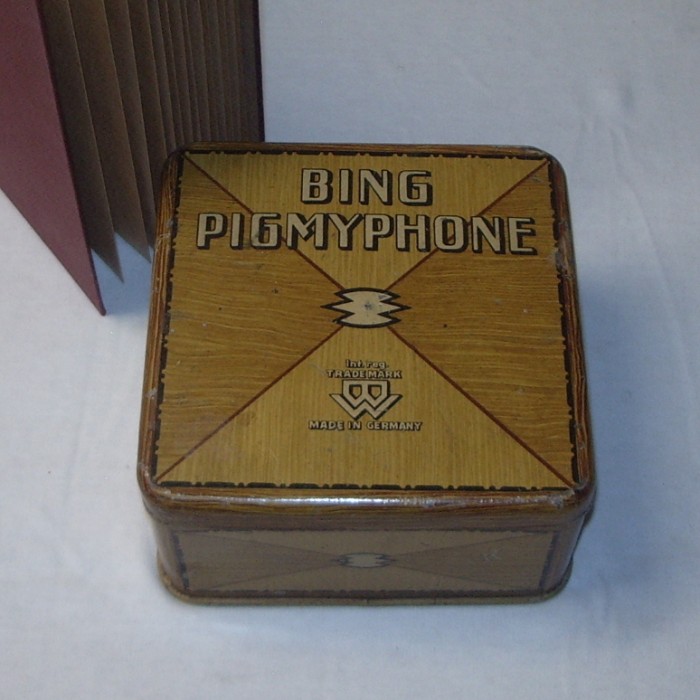 BING
PIGMYPHONE
Int. reg.
TRADE MARK
BW
MADE IN GERMANY